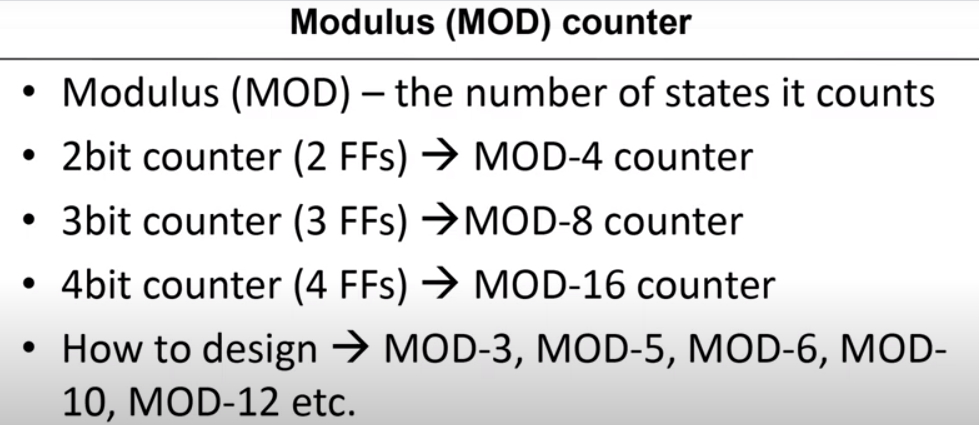 Modulus (MOD) counter
• Modulus (MOD) – the number of states it counts
• 2bit counter (2 FFs) → MOD-4 counter
• 3bit counter (3 FFs) →MOD-8 counter
• 4bit counter (4 FFs) → MOD-16 counter
• How to design → MOD-3, MOD-5, MOD-6, MOD-
10, MOD-12 etc.